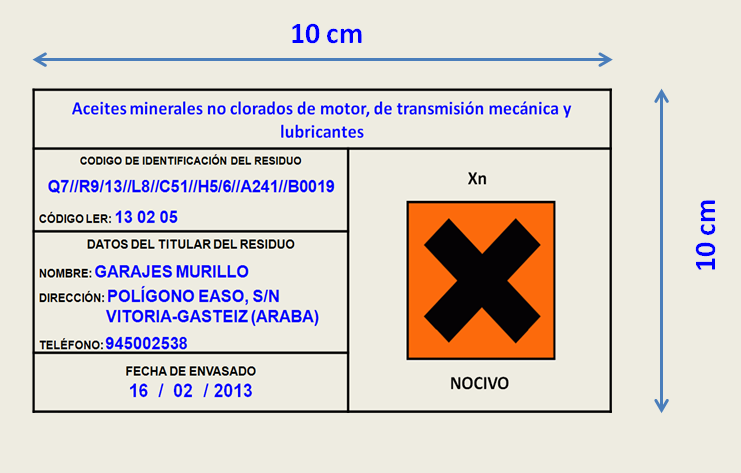 10 cm
Aceites minerales no clorados de motor, de transmisión mecánica y
lubricantes
CODIGO DE IDENTIFICACIÓN DEL RESIDUO
Q7//R9/13//L8//C51//H5/6//A241//B0019
CÓDIGO LER: 13 02 05
DATOS DEL TITULAR DEL RESIDUO
NOMBRE: GARAJES MURILLO
DIRECCIÓN: POLÍGONO EASO, S/N
VITORIA-GASTEIZ (ARABA)
TELÉFONO: 945002538
FECHA DE ENVASADO
16 / 02 / 2013
Xn
NOCIVO
10 cm